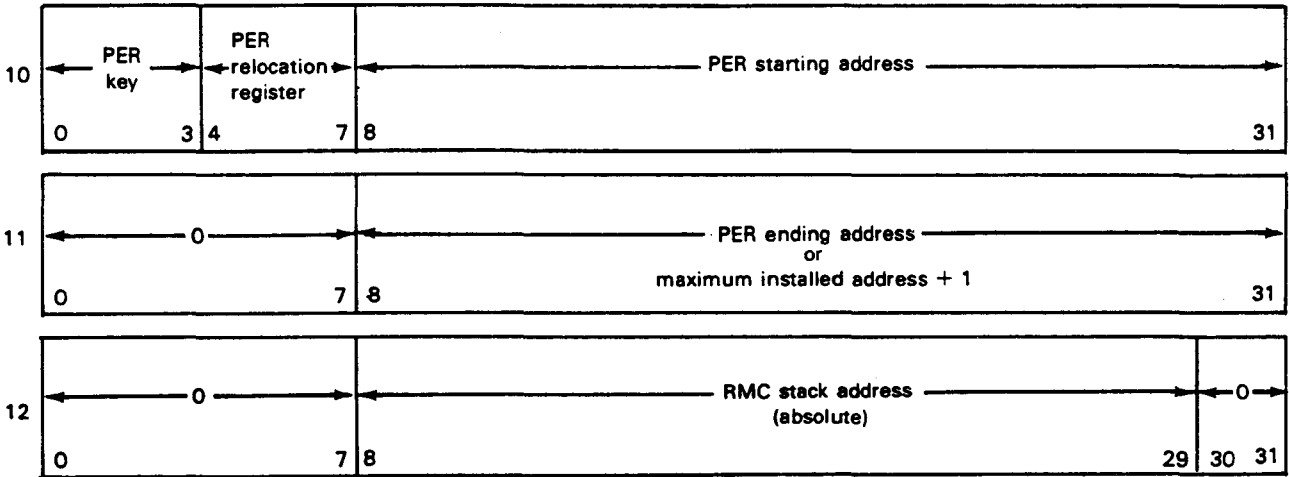 10
PER key
PER relocation register
PER starting address
0 3 4 7 8 31
11
0
PER ending address
or
maximum installed address + 1
0 7 8 31
12
0
RMC stack address
(absolute)
0
0 7 8 29 30 31